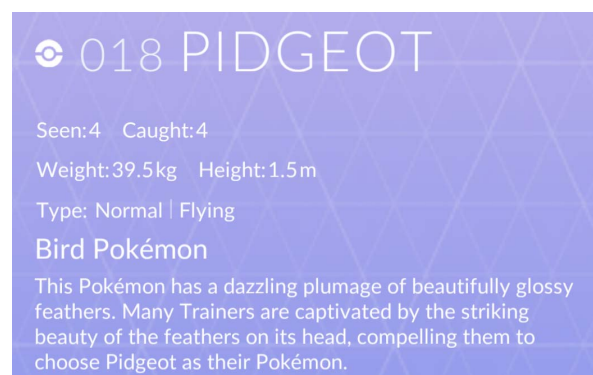 018 PIDGEOT
Seen:4 Caught:4
Weight:39.5kg Height:1.5m
Type: Normal | Flying
Bird Pokémon
This Pokémon has a dazzling plumage of beautifully glossy
feathers. Many Trainers are captivated by the striking
beauty of the feathers on its head, compelling them to
choose Pidgeot as their Pokémon.